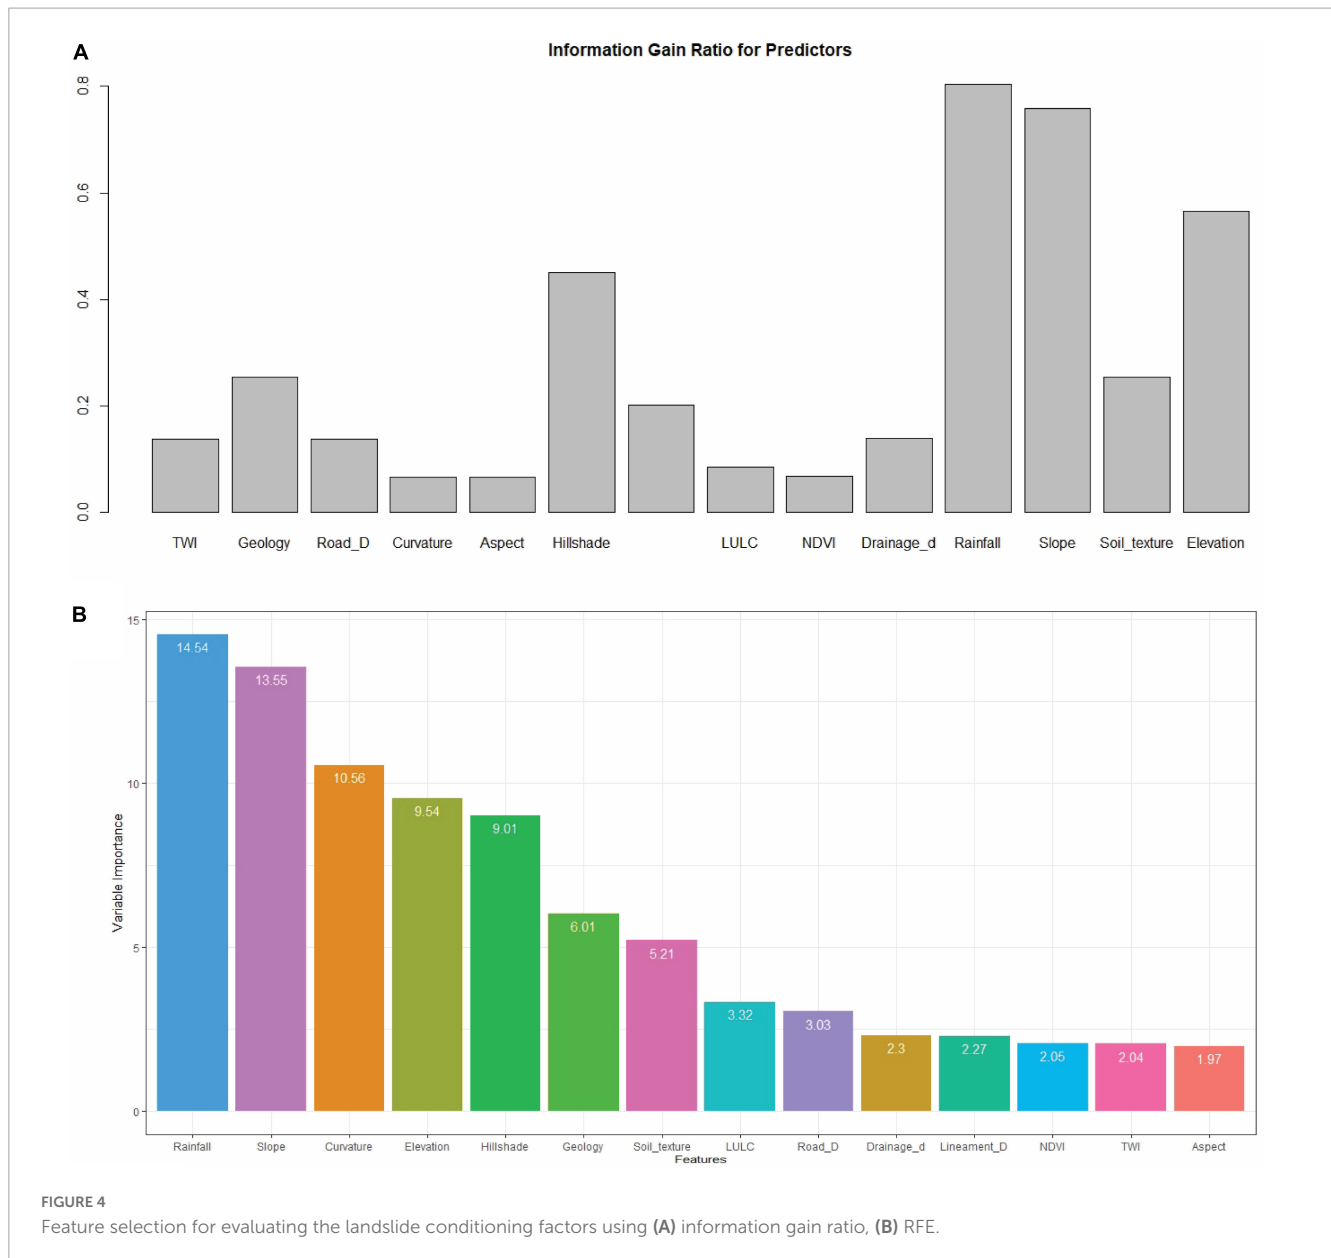 A
Information Gain Ratio for Predictors
0.8
0.6
0.4
0.2
0.0
TWI Geology Road_D Curvature Aspect Hillshade LULC NDVI Drainage_d Rainfall Slope Soil_texture Elevation
B
15
10
5
0
Variable Importance
14.54 13.55 10.56 9.54 9.01 6.01 5.21 3.32 3.03 2.3 2.27 2.05 2.04 1.97
Rainfall Slope Curvature Elevation Hillshade Geology Soil_texture LULC Road_D Drainage_d Lineament_D NDVI TWI Aspect
Features
FIGURE 4
Feature selection for evaluating the landslide conditioning factors using (A) information gain ratio, (B) RFE.